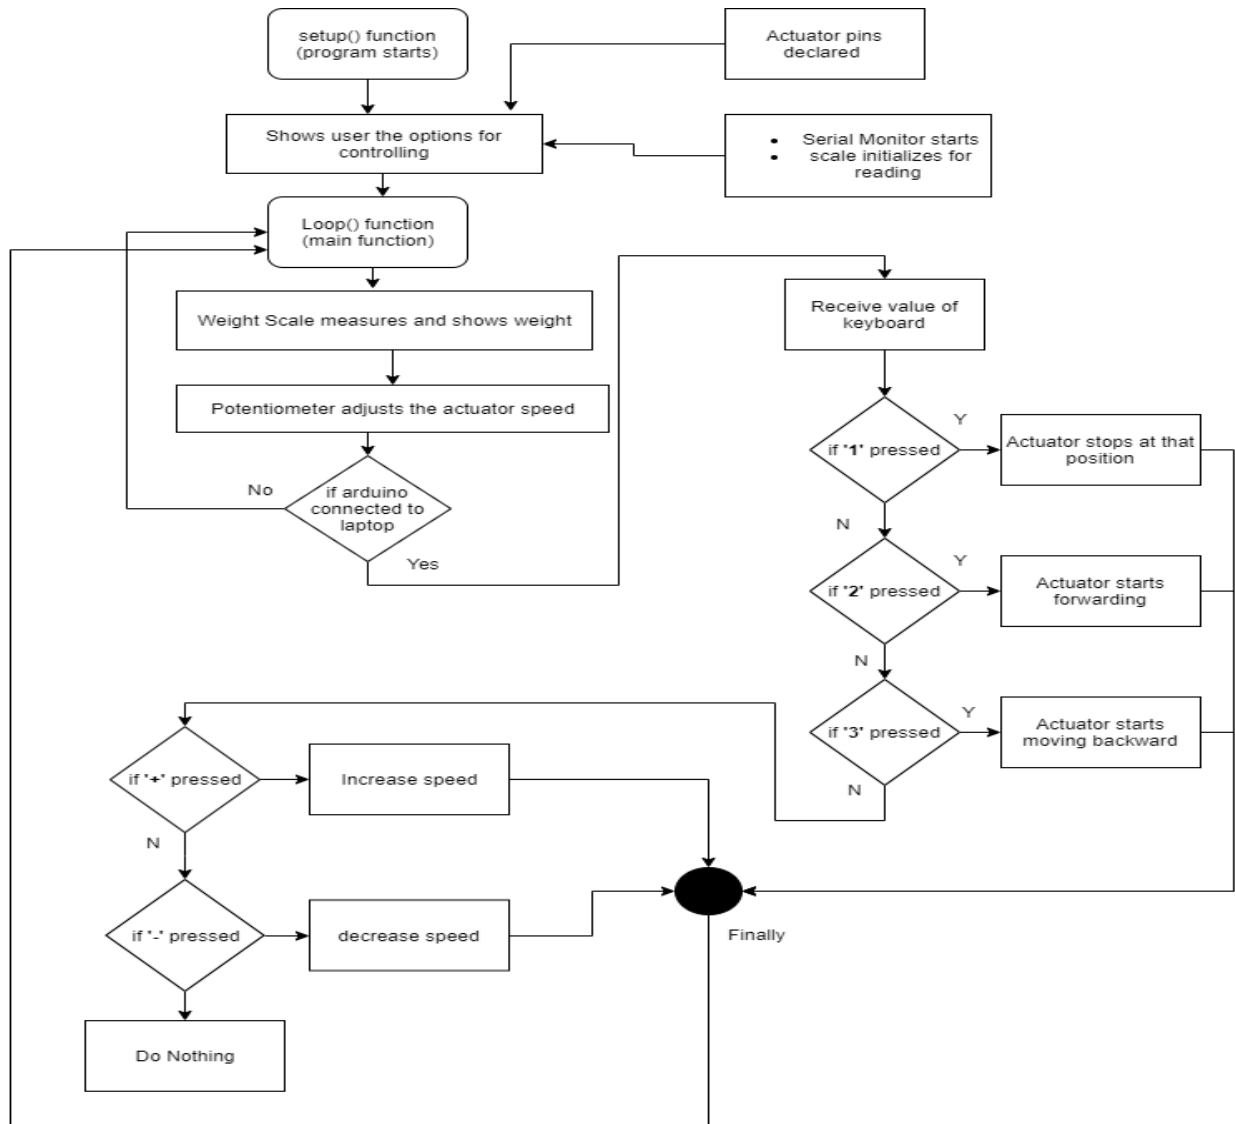 setup() function
(program starts)
Actuator pins
declared
Shows user the options for
controlling
• Serial Monitor starts
• scale initializes for
reading
Loop() function
(main function)
Weight Scale measures and shows weight
Receive value of
keyboard
Potentiometer adjusts the actuator speed
if '1' pressed
Y
Actuator stops at that
position
No
if arduino
connected to
laptop
Yes
N
if '2' pressed
Y
Actuator starts
forwarding
N
if '3' pressed
Y
Actuator starts
moving backward
N
if '+' pressed
Increase speed
N
if '-' pressed
decrease speed
Finally
Do Nothing